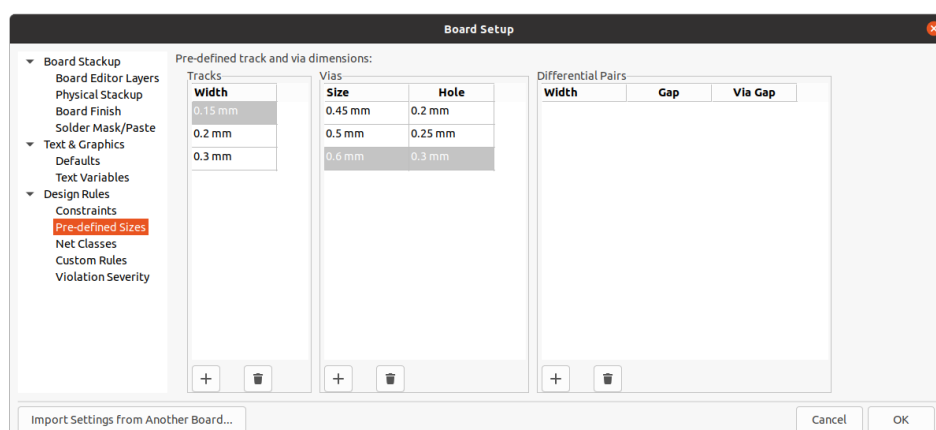 Board Setup
Board Stackup
Board Editor Layers
Physical Stackup
Board Finish
Solder Mask/Paste
Text & Graphics
Defaults
Text Variables
Design Rules
Constraints
Pre-defined Sizes
Net Classes
Custom Rules
Violation Severity
Pre-defined track and via dimensions:
Tracks
Width
0.15 mm
0.2 mm
0.3 mm
Vias
Size Hole
0.45 mm 0.2 mm
0.5 mm 0.25 mm
0.6 mm 0.3 mm
Differential Pairs
Width Gap Via Gap
Import Settings from Another Board...
Cancel OK